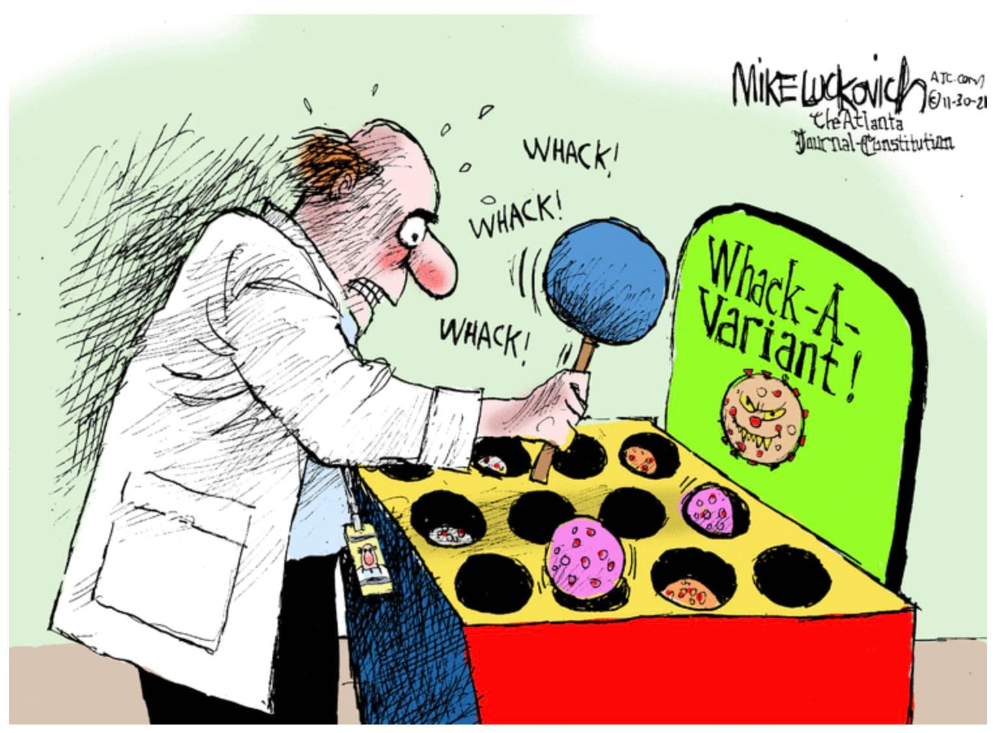 MIKE LUCKOVICH
AJC.com
© 11-30-21
The Atlanta
Journal-Constitution
WHACK!
WHACK!
WHACK!
Whack-A-
Variant!